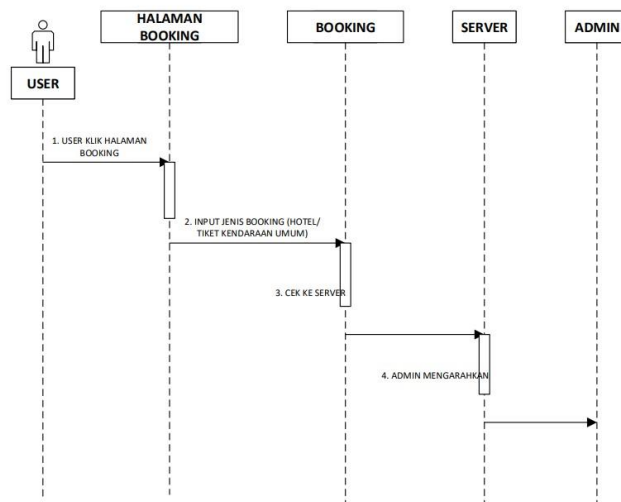 HALAMAN
BOOKING
BOOKING
SERVER
ADMIN
USER
1. USER KLIK HALAMAN
BOOKING
2. INPUT JENIS BOOKING (HOTEL/
TIKET KENDARAAN UMUM)
3. CEK KE SERVER
4. ADMIN MENGARAHKAN